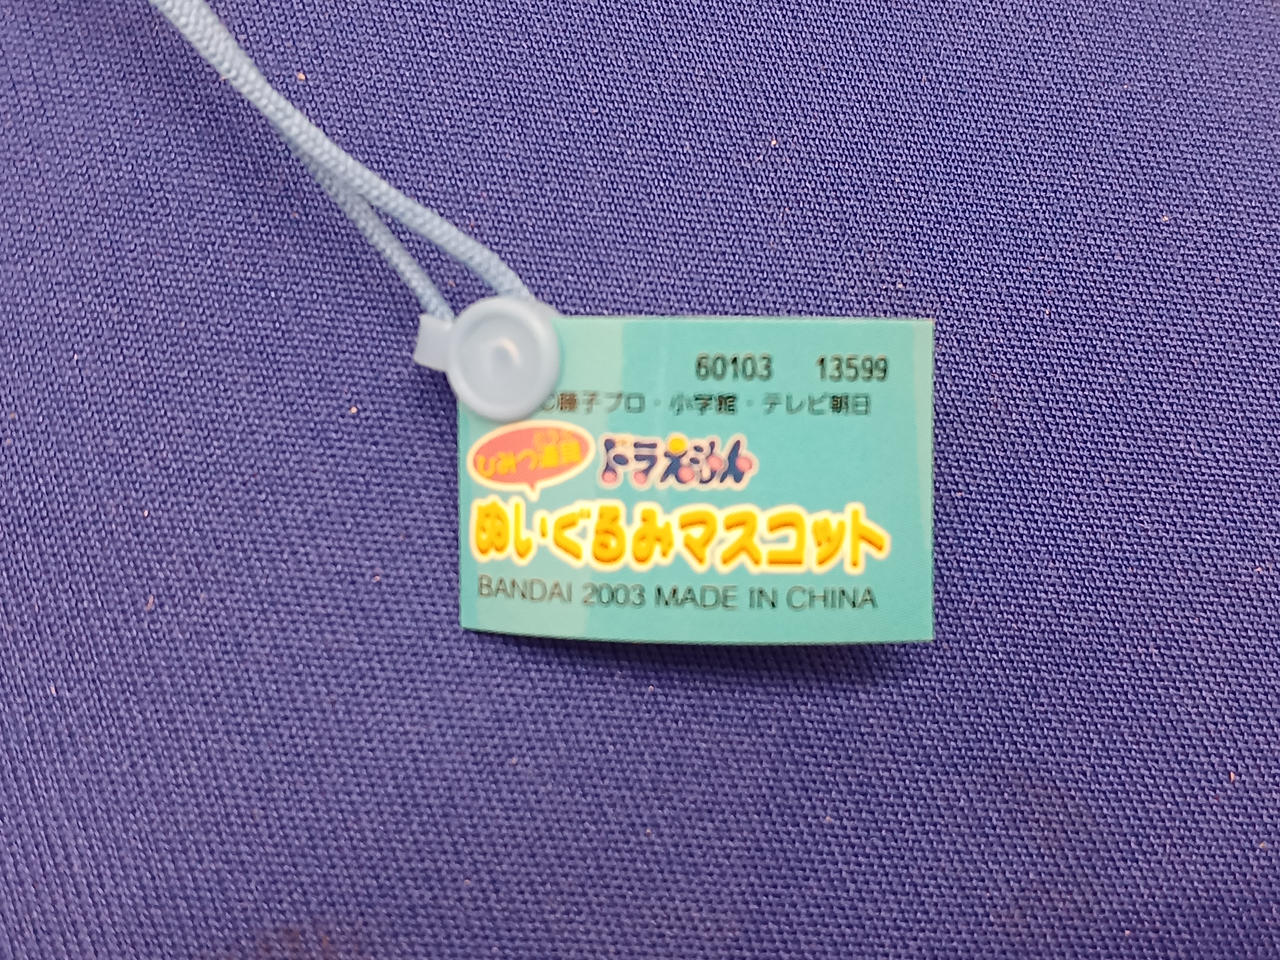 60103 13599
©藤子プロ・小学館・テレビ朝日
ひみつ道具 ドラえもん
ぬいぐるみマスコット
BANDAI 2003 MADE IN CHINA